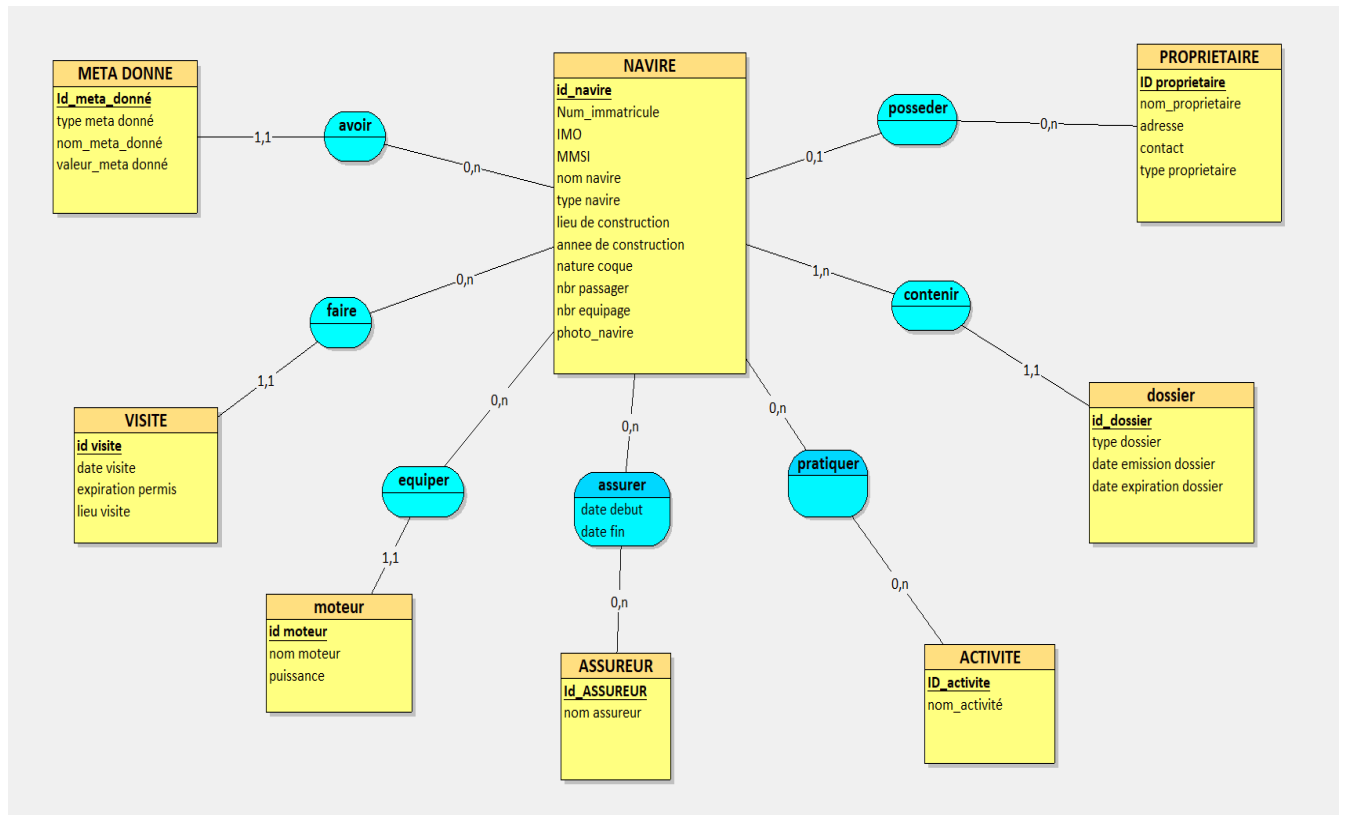 META DONNE
Id_meta_donné
type meta donné
nom_meta_donné
valeur_meta donné
1,1
avoir
0,n
NAVIRE
id_navire
Num_immatricule
IMO
MMSI
nom navire
type navire
lieu de construction
annee de construction
nature coque
nbr passager
nbr equipage
photo_navire
0,1
posseder
0,n
PROPRIETAIRE
ID proprietaire
nom_proprietaire
adresse
contact
type proprietaire
0,n
faire
1,1
VISITE
id visite
date visite
expiration permis
lieu visite
1,n
contenir
1,1
dossier
id_dossier
type dossier
date emission dossier
date expiration dossier
0,n
equiper
1,1
moteur
id moteur
nom moteur
puissance
0,n
assurer
date debut
date fin
0,n
ASSUREUR
Id_ASSUREUR
nom assureur
0,n
pratiquer
0,n
ACTIVITE
ID_activite
nom_activité